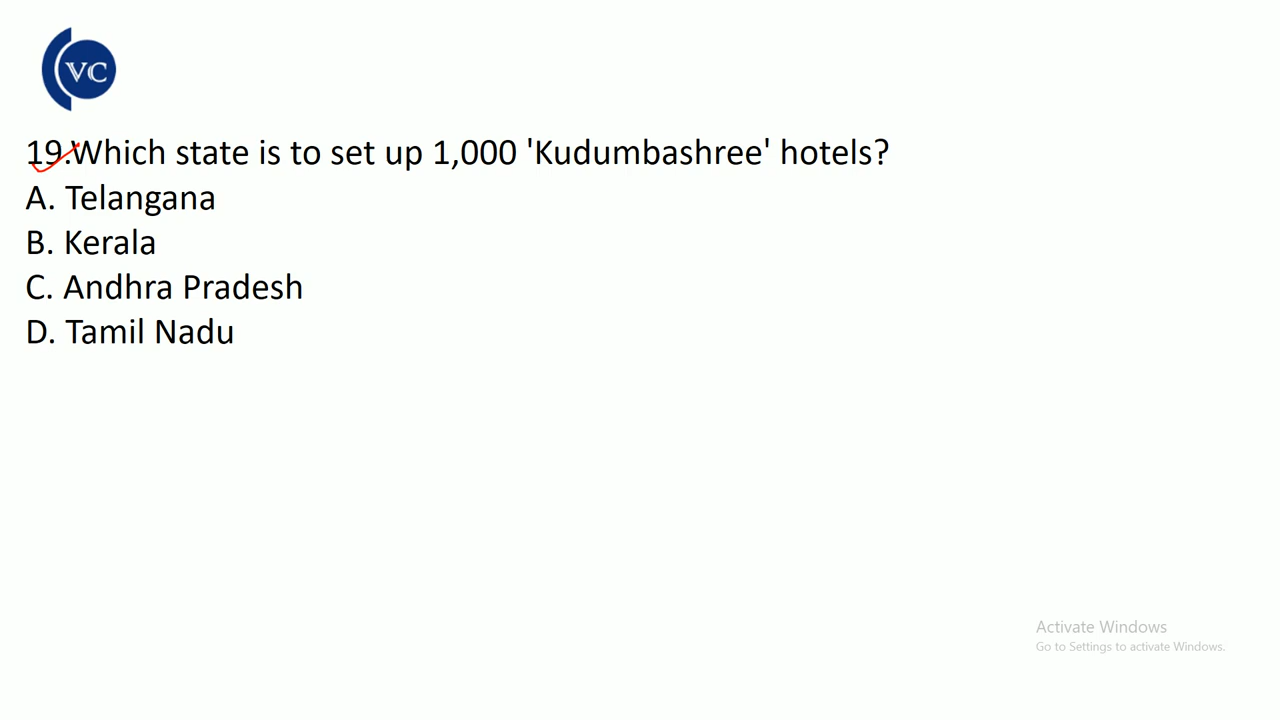 VC
19.Which state is to set up 1,000 'Kudumbashree' hotels?
A. Telangana
B. Kerala
C. Andhra Pradesh
D. Tamil Nadu
Activate Windows
Go to Settings to activate Windows.